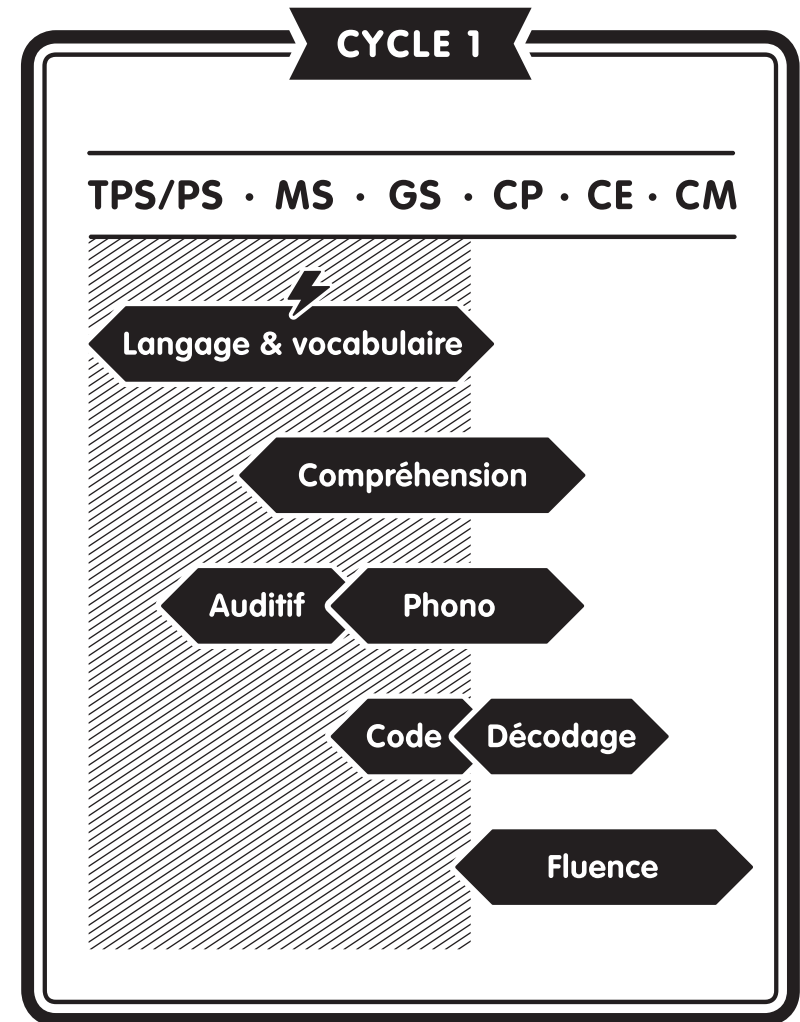 CYCLE 1
TPS/PS · MS · GS · CP · CE · CM
Langage & vocabulaire
Compréhension
Auditif Phono
Code Décodage
Fluence